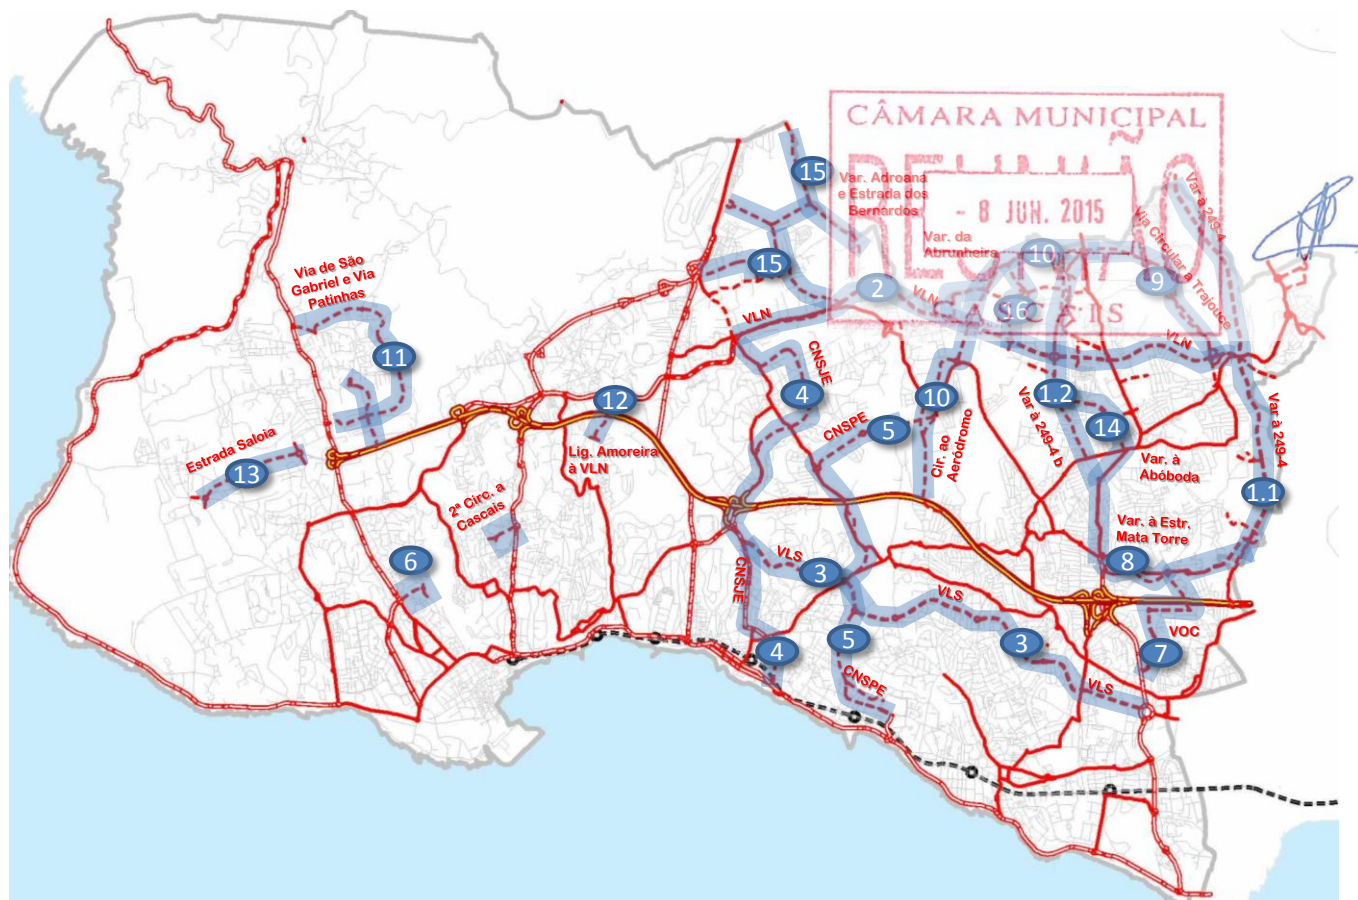 CÂMARA MUNICIPAL
REUNIÃO
- 8 JUN. 2015
CASCAIS
15
Var. Adroana
e Estrada dos
Bernardos
Var à 249-4
Via Circular a Trajouce
Var. da
Abrunheira
10
15
9
2
VLN
16
Via de São
Gabriel e Via
Patinhas
VLN
VLN
11
CNSJE
4
12
10
1.2
Var à 249-4 b
Var à 249-4
CNSPE
5
14
Cir. ao
Aeródromo
Estrada Saloia
13
Lig. Amoreira
à VLN
Var. à
Abóboda
1.1
2ª Circ. a
Cascais
Var. à Estr.
Mata Torre
6
VLS
3
8
CNSJE
VLS
5
3
VOC
7
4
CNSPE
VLS